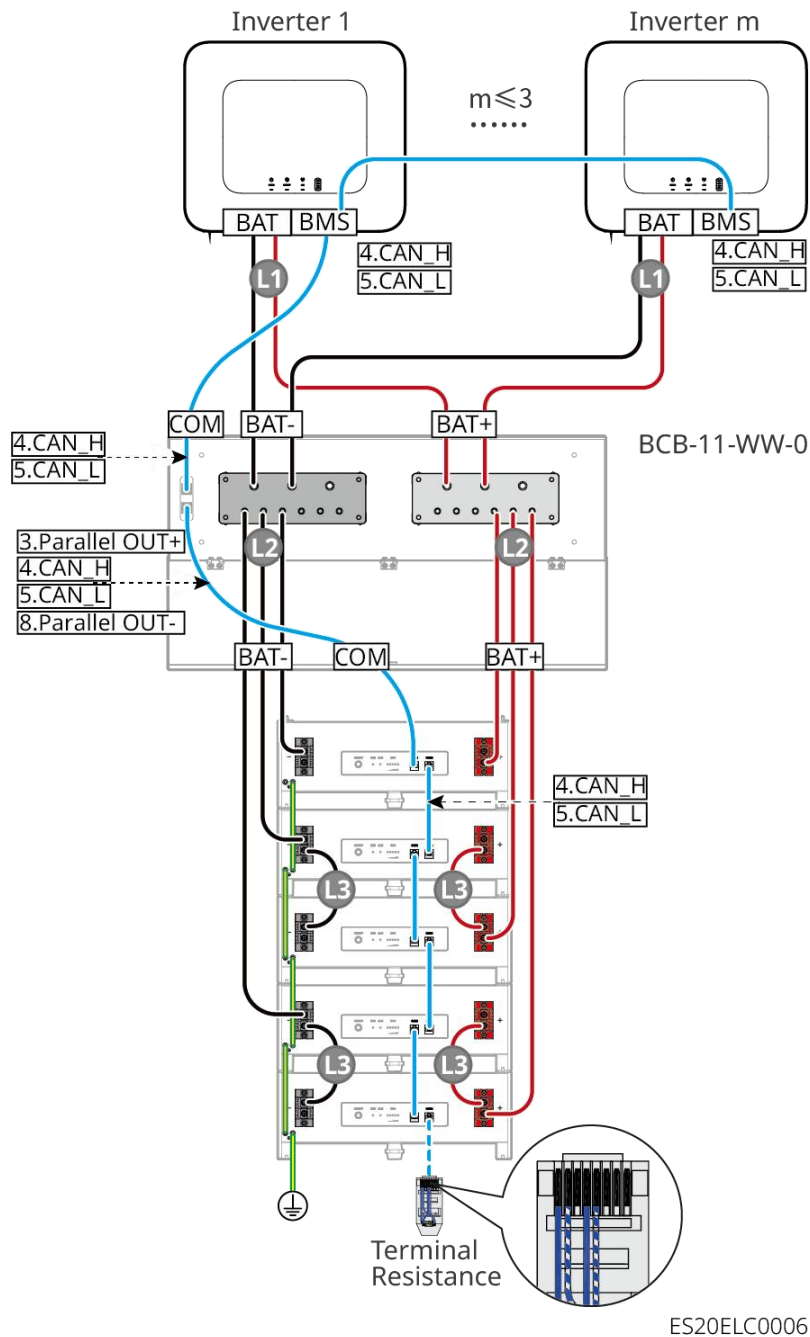 Inverter 1
Inverter m
m≤3
······
BAT
BMS
BAT
BMS
4.CAN_H
5.CAN_L
4.CAN_H
5.CAN_L
L1
L1
COM
BAT-
BAT+
BCB-11-WW-0
4.CAN_H
5.CAN_L
3.Parallel OUT+
4.CAN_H
5.CAN_L
8.Parallel OUT-
L2
L2
BAT-
COM
BAT+
4.CAN_H
5.CAN_L
L3
L3
L3
L3
Terminal
Resistance
ES20ELC0006